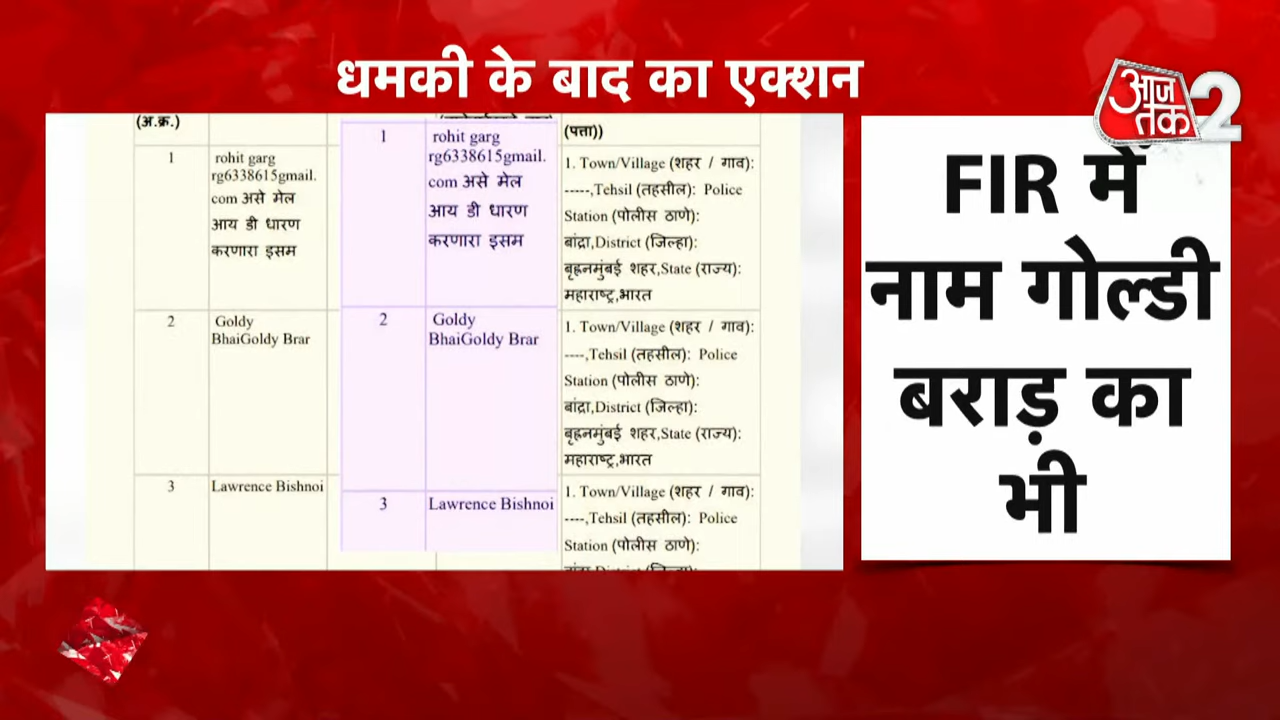 धमकी के बाद का एक्शन
आज तक 2
FIR में
नाम गोल्डी
बराड़ का
भी
(अ.क्र.)
(पत्ता))
1
rohit garg
rg6338615gmail.
com असे मेल
आय डी धारण
करणारा इसम
1
rohit garg
rg6338615gmail.
com असे मेल
आय डी धारण
करणारा इसम
1. Town/Village (शहर / गाव):
-----,Tehsil (तहसील): Police
Station (पोलीस ठाणे):
बांद्रा,District (जिल्हा):
बृहन्मुंबई शहर,State (राज्य):
महाराष्ट्र,भारत
2
Goldy
BhaiGoldy Brar
2
Goldy
BhaiGoldy Brar
1. Town/Village (शहर / गाव):
----,Tehsil (तहसील): Police
Station (पोलीस ठाणे):
बांद्रा,District (जिल्हा):
बृहन्मुंबई शहर,State (राज्य):
महाराष्ट्र,भारत
3
Lawrence Bishnoi
3
Lawrence Bishnoi
1. Town/Village (शहर / गाव):
----,Tehsil (तहसील): Police
Station (पोलीस ठाणे):